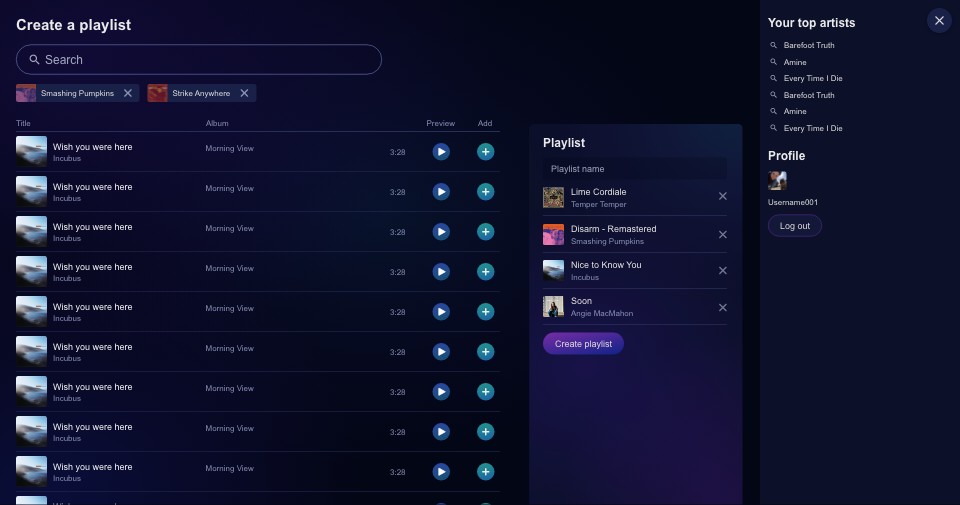 Create a playlist
Search
Smashing Pumpkins
Strike Anywhere
Title Album Preview Add
Wish you were here Morning View
Incubus 3:28
Wish you were here Morning View
Incubus 3:28
Wish you were here Morning View
Incubus 3:28
Wish you were here Morning View
Incubus 3:28
Wish you were here Morning View
Incubus 3:28
Wish you were here Morning View
Incubus 3:28
Wish you were here Morning View
Incubus 3:28
Wish you were here Morning View
Incubus 3:28
Wish you were here Morning View
Incubus 3:28
Playlist
Playlist name
Lime Cordiale
Temper Temper
Disarm - Remastered
Smashing Pumpkins
Nice to Know You
Incubus
Soon
Angie MacMahon
Create playlist
Your top artists
Barefoot Truth
Amine
Every Time I Die
Barefoot Truth
Amine
Every Time I Die
Profile
Username001
Log out